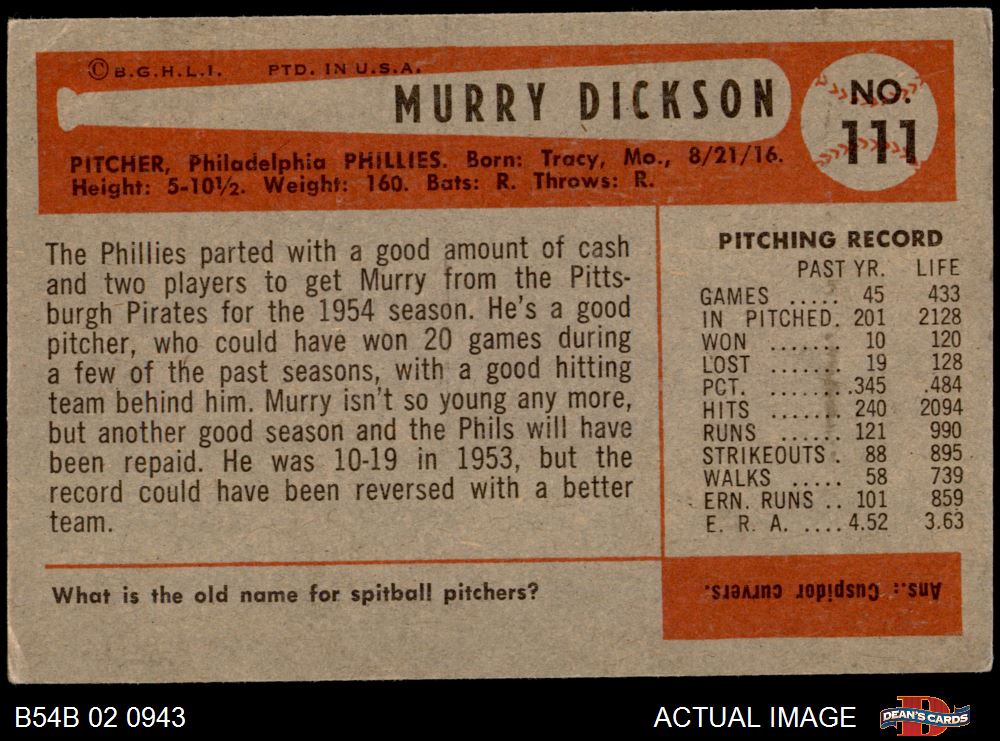 ©B.G.H.L.I. PTD. IN U.S.A.
MURRY DICKSON
NO.
111
PITCHER, Philadelphia PHILLIES. Born: Tracy, Mo., 8/21/16.
Height: 5-10½. Weight: 160. Bats: R. Throws: R.
The Phillies parted with a good amount of cash
and two players to get Murry from the Pitts-
burgh Pirates for the 1954 season. He's a good
pitcher, who could have won 20 games during
a few of the past seasons, with a good hitting
team behind him. Murry isn't so young any more,
but another good season and the Phils will have
been repaid. He was 10-19 in 1953, but the
record could have been reversed with a better
team.
PITCHING RECORD
PAST YR. LIFE
GAMES ..... 45 433
IN PITCHED. 201 2128
WON ....... 10 120
LOST ....... 19 128
PCT. ........345 .484
HITS ....... 240 2094
RUNS ...... 121 990
STRIKEOUTS . 88 895
WALKS ..... 58 739
ERN. RUNS .. 101 859
E. R. A. ....4.52 3.63
What is the old name for spitball pitchers?
Ans.: Cuspidor curvers.
B54B 02 0943
ACTUAL IMAGE
DEAN'S CARDS